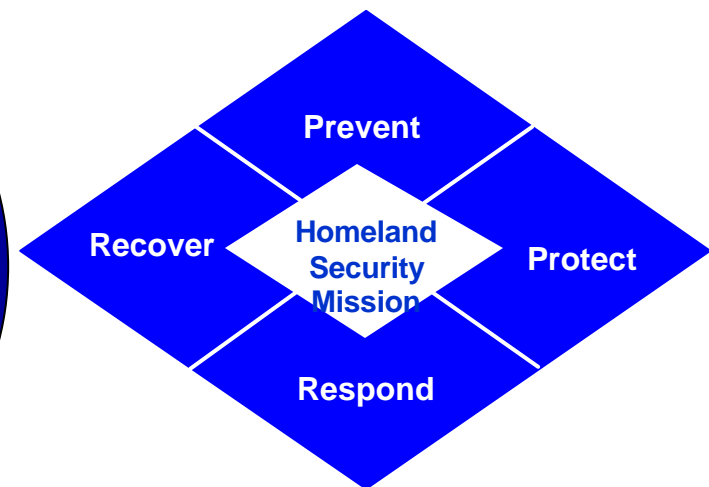 Prevent
Recover
Homeland
Security
Mission
Protect
Respond